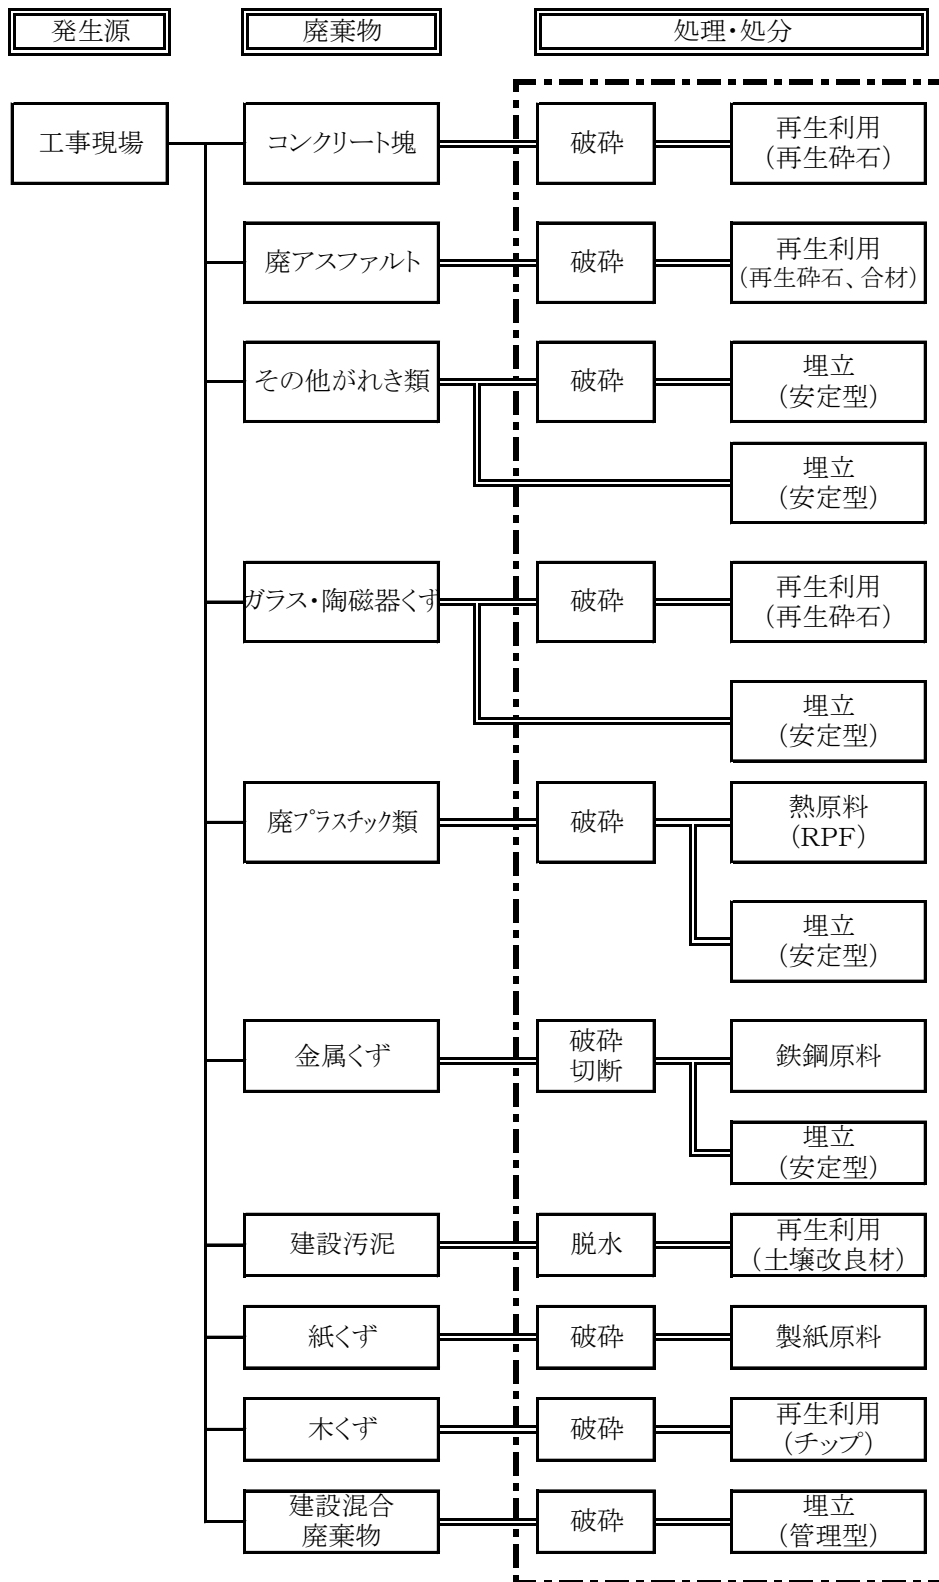 発生源
廃棄物
処理・処分
工事現場
コンクリート塊
破砕
再生利用
（再生砕石）
廃アスファルト
破砕
再生利用
（再生砕石、合材）
その他がれき類
破砕
埋立
（安定型）
埋立
（安定型）
ガラス・陶磁器くず
破砕
再生利用
（再生砕石）
埋立
（安定型）
廃プラスチック類
破砕
熱原料
（RPF）
埋立
（安定型）
金属くず
破砕
切断
鉄鋼原料
埋立
（安定型）
建設汚泥
脱水
再生利用
（土壌改良材）
紙くず
破砕
製紙原料
木くず
破砕
再生利用
（チップ）
建設混合
廃棄物
破砕
埋立
（管理型）